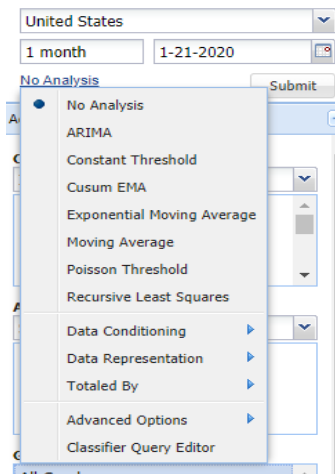 United States
1 month 1-21-2020
No Analysis Submit
No Analysis
ARIMA
Constant Threshold
Cusum EMA
Exponential Moving Average
Moving Average
Poisson Threshold
Recursive Least Squares
Data Conditioning
Data Representation
Totaled By
Advanced Options
Classifier Query Editor